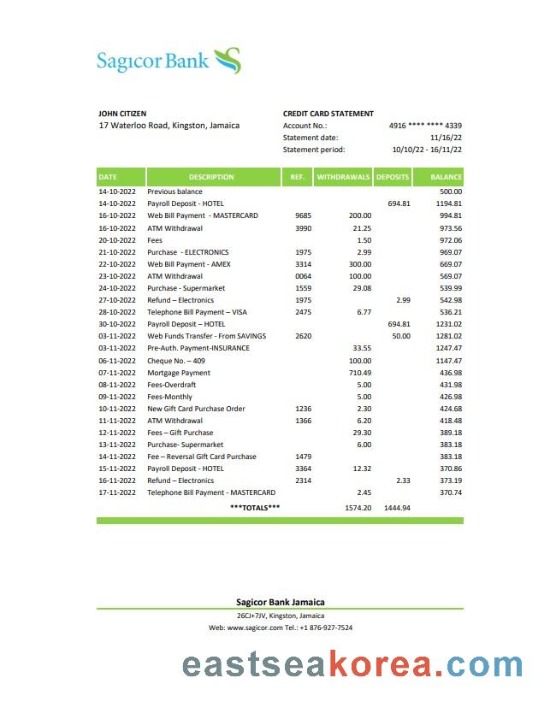 Sagicor Bank
JOHN CITIZEN
17 Waterloo Road, Kingston, Jamaica
CREDIT CARD STATEMENT
Account No.: 4916 **** **** 4339
Statement date: 11/16/22
Statement period: 10/10/22 - 16/11/22
DATE DESCRIPTION REF. WITHDRAWALS DEPOSITS BALANCE
14-10-2022 Previous balance 500.00
14-10-2022 Payroll Deposit - HOTEL 694.81 1194.81
16-10-2022 Web Bill Payment - MASTERCARD 9685 200.00 994.81
16-10-2022 ATM Withdrawal 3990 21.25 973.56
20-10-2022 Fees 1.50 972.06
21-10-2022 Purchase - ELECTRONICS 1975 2.99 969.07
22-10-2022 Web Bill Payment - AMEX 3314 300.00 669.07
23-10-2022 ATM Withdrawal 0064 100.00 569.07
24-10-2022 Purchase - Supermarket 1559 29.08 539.99
27-10-2022 Refund – Electronics 1975 2.99 542.98
28-10-2022 Telephone Bill Payment – VISA 2475 6.77 536.21
30-10-2022 Payroll Deposit – HOTEL 694.81 1231.02
03-11-2022 Web Funds Transfer - From SAVINGS 2620 50.00 1281.02
03-11-2022 Pre-Auth. Payment-INSURANCE 33.55 1247.47
06-11-2022 Cheque No. – 409 100.00 1147.47
07-11-2022 Mortgage Payment 710.49 436.98
08-11-2022 Fees-Overdraft 5.00 431.98
09-11-2022 Fees-Monthly 5.00 426.98
10-11-2022 New Gift Card Purchase Order 1236 2.30 424.68
11-11-2022 ATM Withdrawal 1366 6.20 418.48
12-11-2022 Fees – Gift Purchase 29.30 389.18
13-11-2022 Purchase- Supermarket 6.00 383.18
14-11-2022 Fee – Reversal Gift Card Purchase 1479 383.18
15-11-2022 Payroll Deposit - HOTEL 3364 12.32 370.86
16-11-2022 Refund – Electronics 2314 2.33 373.19
17-11-2022 Telephone Bill Payment - MASTERCARD 2.45 370.74
***TOTALS*** 1574.20 1444.94
Sagicor Bank Jamaica
26CJ+7JV, Kingston, Jamaica
Web: www.sagicor.com Tel.: +1 876-927-7524
eastseakorea.com